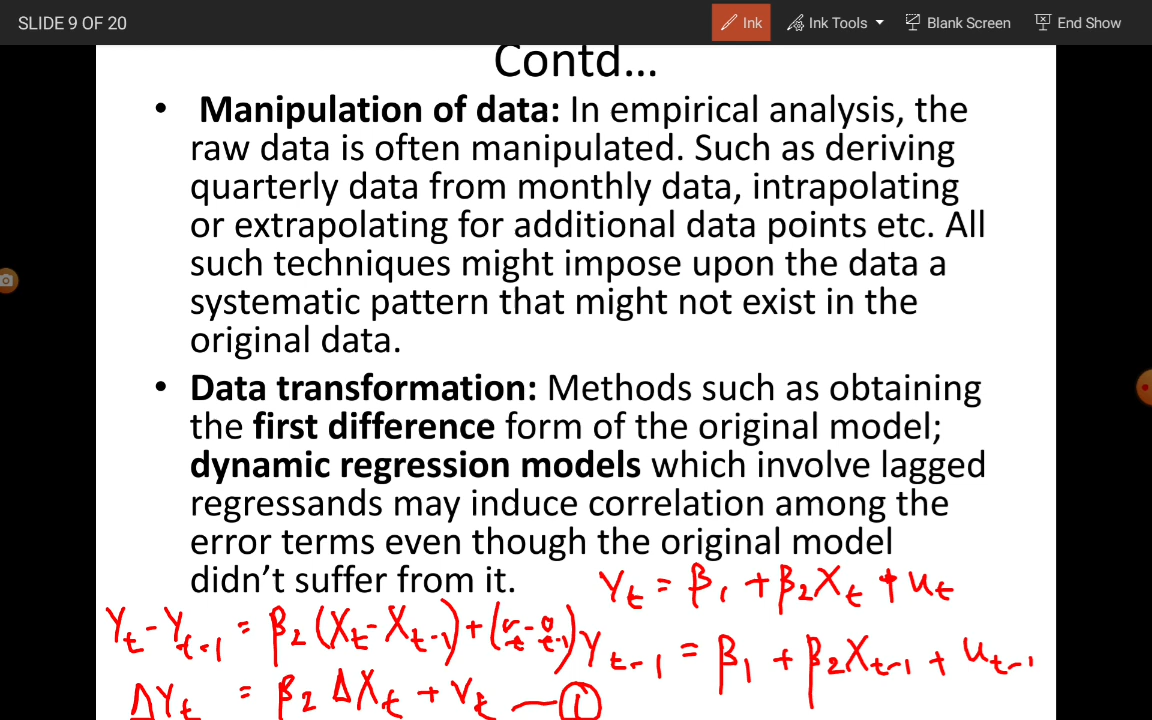 SLIDE 9 OF 20 Ink Ink Tools Blank Screen End Show
Contd...
• Manipulation of data: In empirical analysis, the
raw data is often manipulated. Such as deriving
quarterly data from monthly data, intrapolating
or extrapolating for additional data points etc. All
such techniques might impose upon the data a
systematic pattern that might not exist in the
original data.
• Data transformation: Methods such as obtaining
the first difference form of the original model;
dynamic regression models which involve lagged
regressands may induce correlation among the
error terms even though the original model
didn't suffer from it.
Yt = β1 + β2Xt + ut
Yt-1 = β1 + β2Xt-1 + ut-1
Yt - Yt-1 = β2 (Xt - Xt-1) + (ut - ut-1)
ΔYt = β2 ΔXt + vt — ①